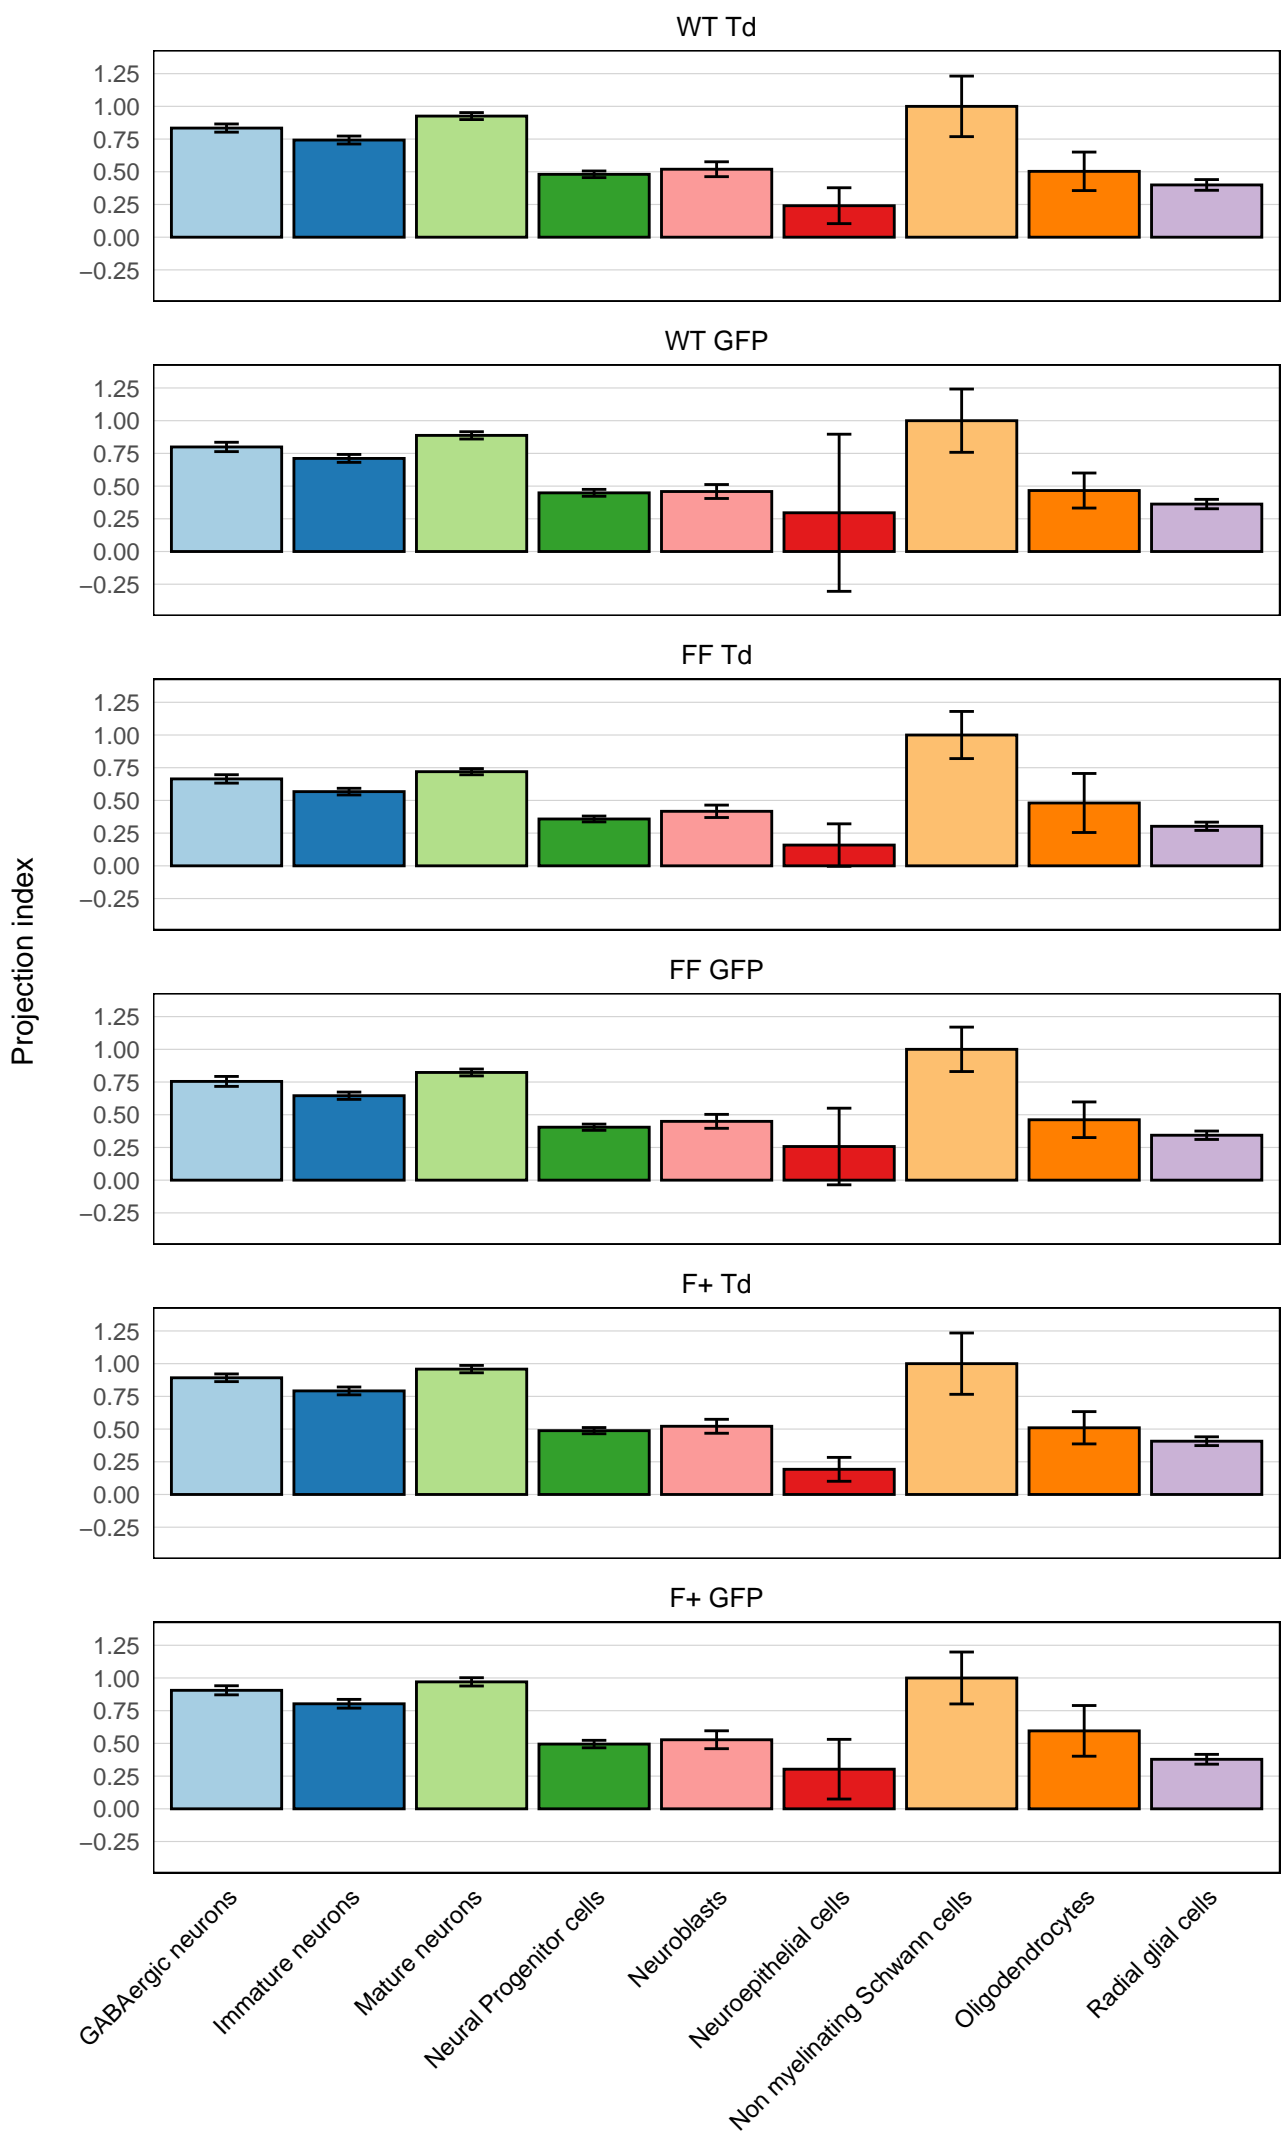 WT Td
1.25
1.00
0.75
0.50
0.25
0.00
−0.25
WT GFP
1.25
1.00
0.75
0.50
0.25
0.00
−0.25
FF Td
1.25
1.00
0.75
0.50
0.25
0.00
−0.25
Projection index
FF GFP
1.25
1.00
0.75
0.50
0.25
0.00
−0.25
F+ Td
1.25
1.00
0.75
0.50
0.25
0.00
−0.25
F+ GFP
1.25
1.00
0.75
0.50
0.25
0.00
−0.25
GABAergic neurons
Immature neurons
Mature neurons
Neural Progenitor cells
Neuroblasts
Neuroepithelial cells
Non myelinating Schwann cells
Oligodendrocytes
Radial glial cells